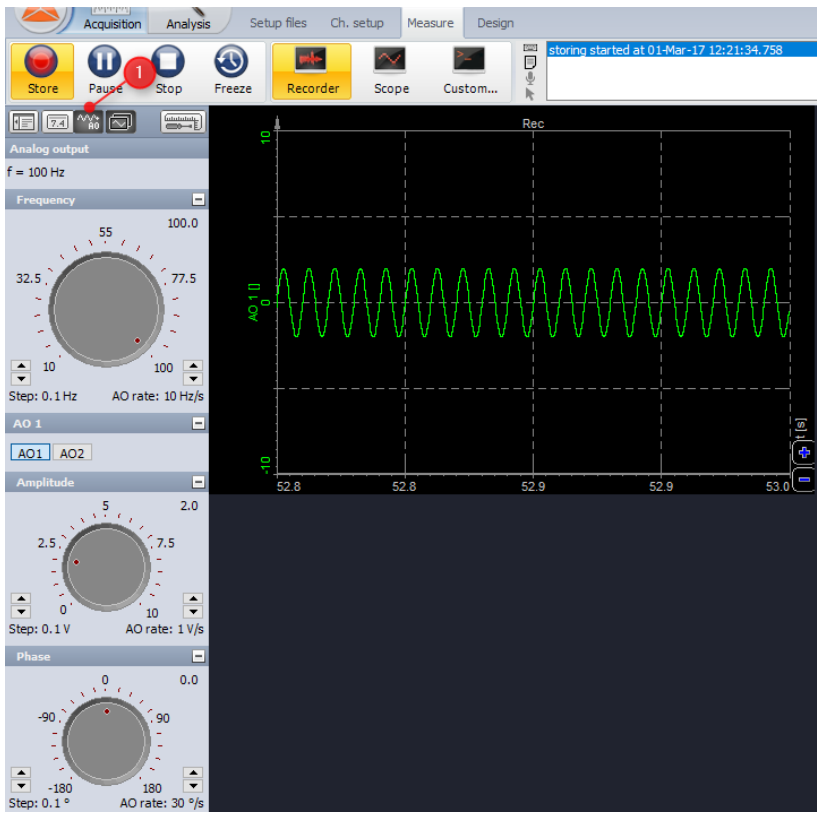 Acquisition Analysis Setup files Ch. setup Measure Design
Store Pause Stop Freeze Recorder Scope Custom...
storing started at 01-Mar-17 12:21:34.758
1
7.4 AO
Analog output
f = 100 Hz
Frequency
55 100.0
32.5 77.5
10 100
Step: 0.1 Hz AO rate: 10 Hz/s
AO 1
AO1 AO2
Amplitude
5 2.0
2.5 7.5
0 10
Step: 0.1 V AO rate: 1 V/s
Phase
0 0.0
-90 90
-180 180
Step: 0.1 ° AO rate: 30 °/s
Rec
10
AO 1 []
0
-10
52.8 52.8 52.9 52.9 53.0
t [s]